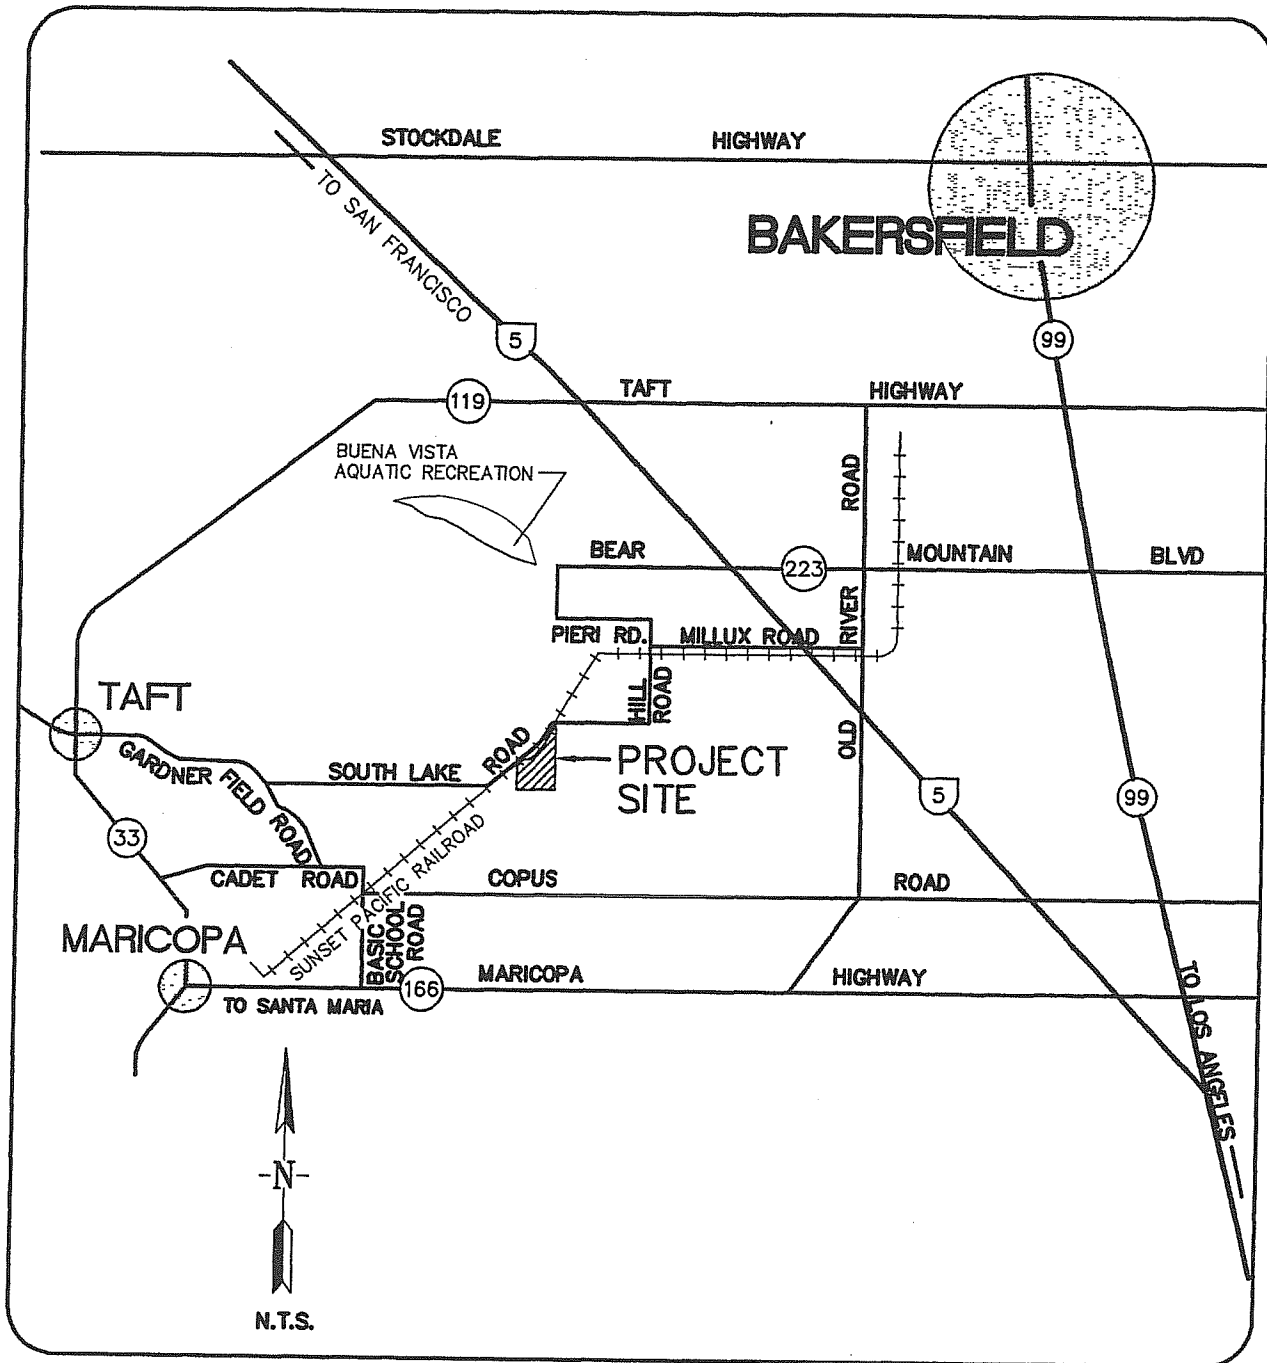 STOCKDALE HIGHWAY
TO SAN FRANCISCO
BAKERSFIELD
5
99
119
TAFT HIGHWAY
BUENA VISTA
AQUATIC RECREATION
ROAD
BEAR
223
MOUNTAIN
BLVD
RIVER
PIERI RD.
MILLUX ROAD
HILL
ROAD
TAFT
OLD
GARDNER FIELD ROAD
SOUTH LAKE
ROAD
PROJECT
SITE
5
99
33
SUNSET PACIFIC RAILROAD
CADET ROAD
COPUS
ROAD
MARICOPA
BASIC
SCHOOL
ROAD
166
MARICOPA
HIGHWAY
TO SANTA MARIA
TO LOS ANGELES
-N-
N.T.S.